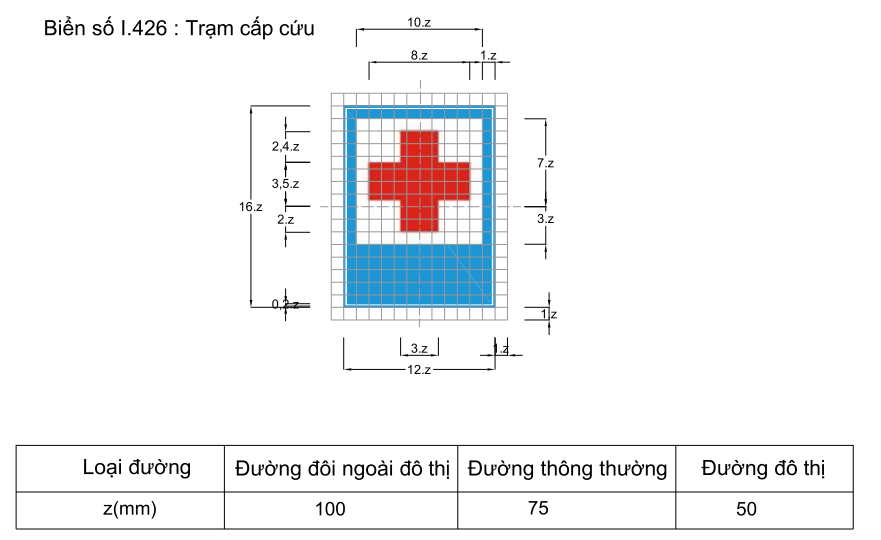 Biển số I.426 : Trạm cấp cứu
10.z
8.z
1.z
2,4.z
3,5.z
7.z
16.z
2.z
3.z
0,2.z
1.z
3.z
1.z
12.z
Loại đường Đường đôi ngoài đô thị Đường thông thường Đường đô thị
z(mm) 100 75 50